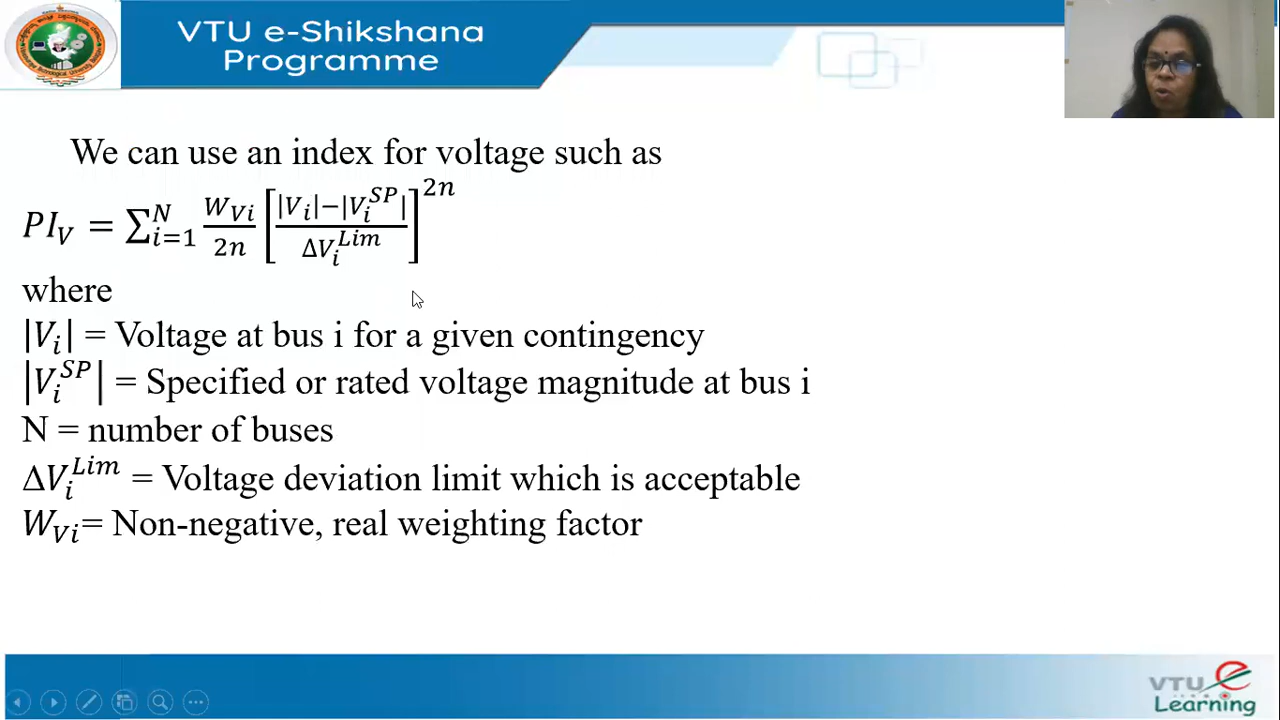 VTU e-Shikshana
Programme
We can use an index for voltage such as
𝑃𝐼_𝑉 = ∑_{𝑖=1}^{𝑁} \frac{𝑊_{𝑉𝑖}}{2𝑛} [\frac{|𝑉_𝑖|−|𝑉_𝑖^{𝑆𝑃}|}{Δ𝑉_𝑖^{𝐿𝑖𝑚}}]^{2𝑛}
where
|𝑉_𝑖| = Voltage at bus i for a given contingency
|𝑉_𝑖^{𝑆𝑃}| = Specified or rated voltage magnitude at bus i
N = number of buses
Δ𝑉_𝑖^{𝐿𝑖𝑚} = Voltage deviation limit which is acceptable
𝑊_{𝑉𝑖}= Non-negative, real weighting factor
VTU e
Learning